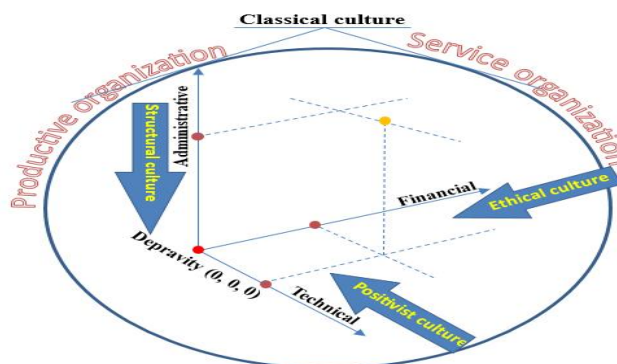 Classical culture
Productive organization
Service organization
Structural culture
Administrative
Financial
Ethical culture
Depravity (0, 0, 0)
Technical
Positivist culture